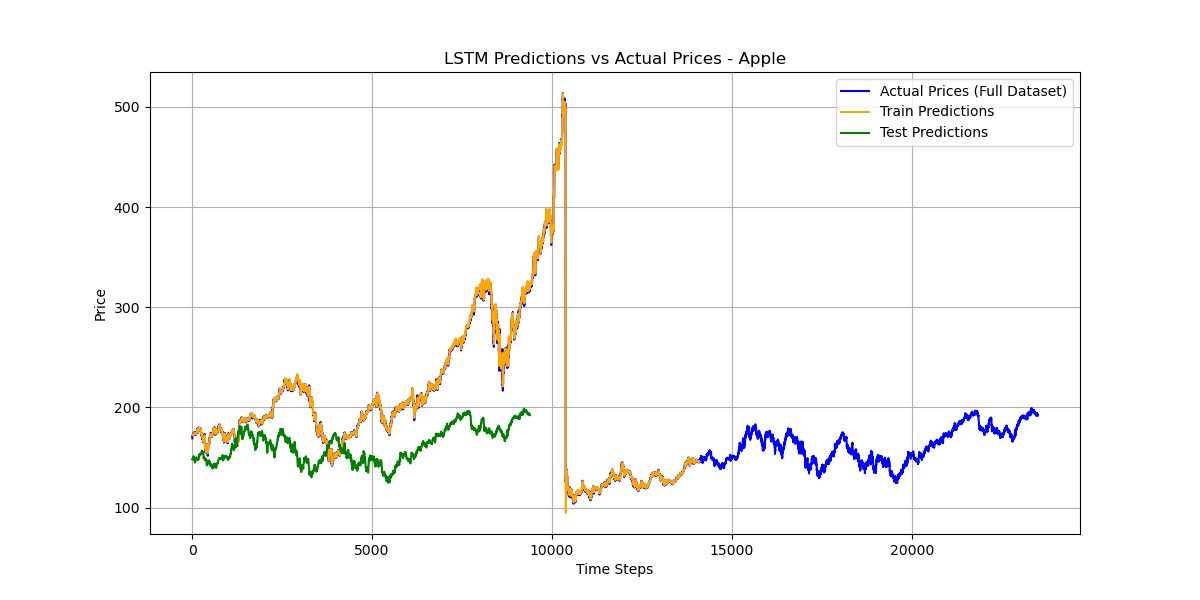 LSTM Predictions vs Actual Prices - Apple
Actual Prices (Full Dataset)
Train Predictions
Test Predictions
Price
500
400
300
200
100
0
5000
10000
15000
20000
Time Steps